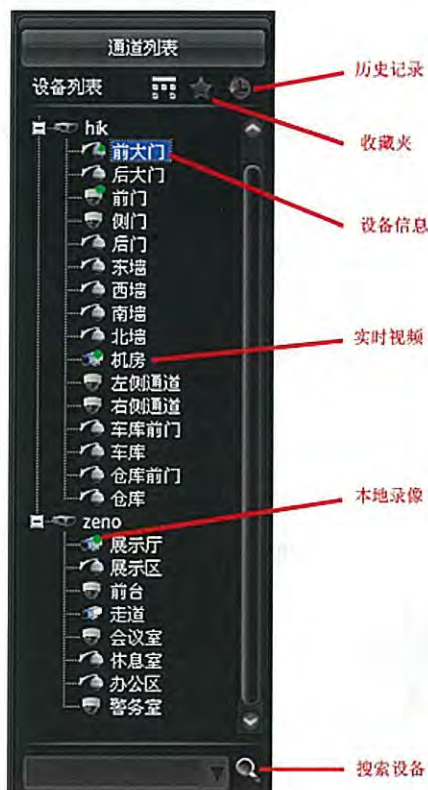 通道列表
设备列表
历史记录
收藏夹
hik
前大门
后大门
设备信息
前门
侧门
后门
东墙
西墙
南墙
北墙
实时视频
机房
左侧通道
右侧通道
车库前门
车库
仓库前门
仓库
本地录像
zeno
展示厅
展示区
前台
走道
会议室
休息室
办公区
警务室
搜索设备